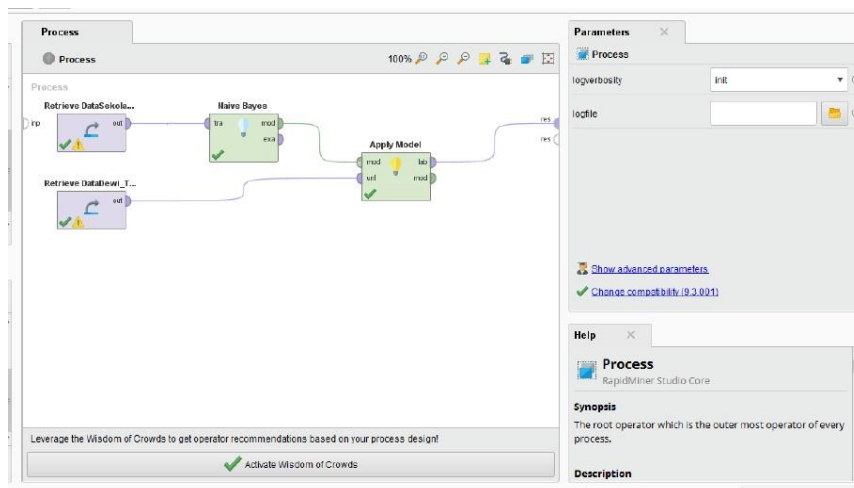 Process
Process
100%
Process
inp
Retrieve DataSekola...
out
Naive Bayes
tra
mod
exa
Apply Model
mod
unl
lab
mod
res
res
Retrieve DataDewi_T...
out
Leverage the Wisdom of Crowds to get operator recommendations based on your process design!
Activate Wisdom of Crowds
Parameters
Process
logverbosity
init
logfile
Show advanced parameters
Change compatibility (9.3.001)
Help
Process
RapidMiner Studio Core
Synopsis
The root operator which is the outer most operator of every
process.
Description